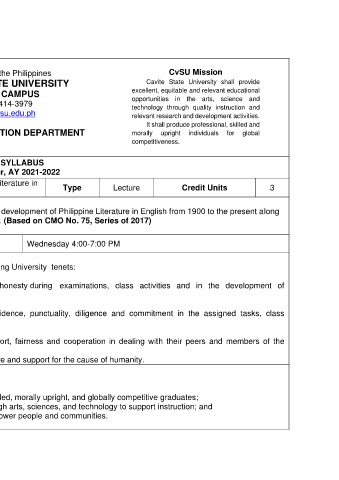 the Philippines
TE UNIVERSITY
CAMPUS
414-3979
su.edu.ph
TION DEPARTMENT
CvSU Mission
Cavite State University shall provide
excellent, equitable and relevant educational
opportunities in the arts, science and
technology through quality instruction and
relevant research and development activities.
It shall produce professional, skilled and
morally upright individuals for global
competitiveness.
SYLLABUS
r, AY 2021-2022
iterature in
Type
Lecture
Credit Units
3
development of Philippine Literature in English from 1900 to the present along
. (Based on CMO No. 75, Series of 2017)
Wednesday 4:00-7:00 PM
ng University tenets:
honesty during examinations, class activities and in the development of
idence, punctuality, diligence and commitment in the assigned tasks, class
ort, fairness and cooperation in dealing with their peers and members of the
e and support for the cause of humanity.
led, morally upright, and globally competitive graduates;
gh arts, sciences, and technology to support instruction; and
ower people and communities.